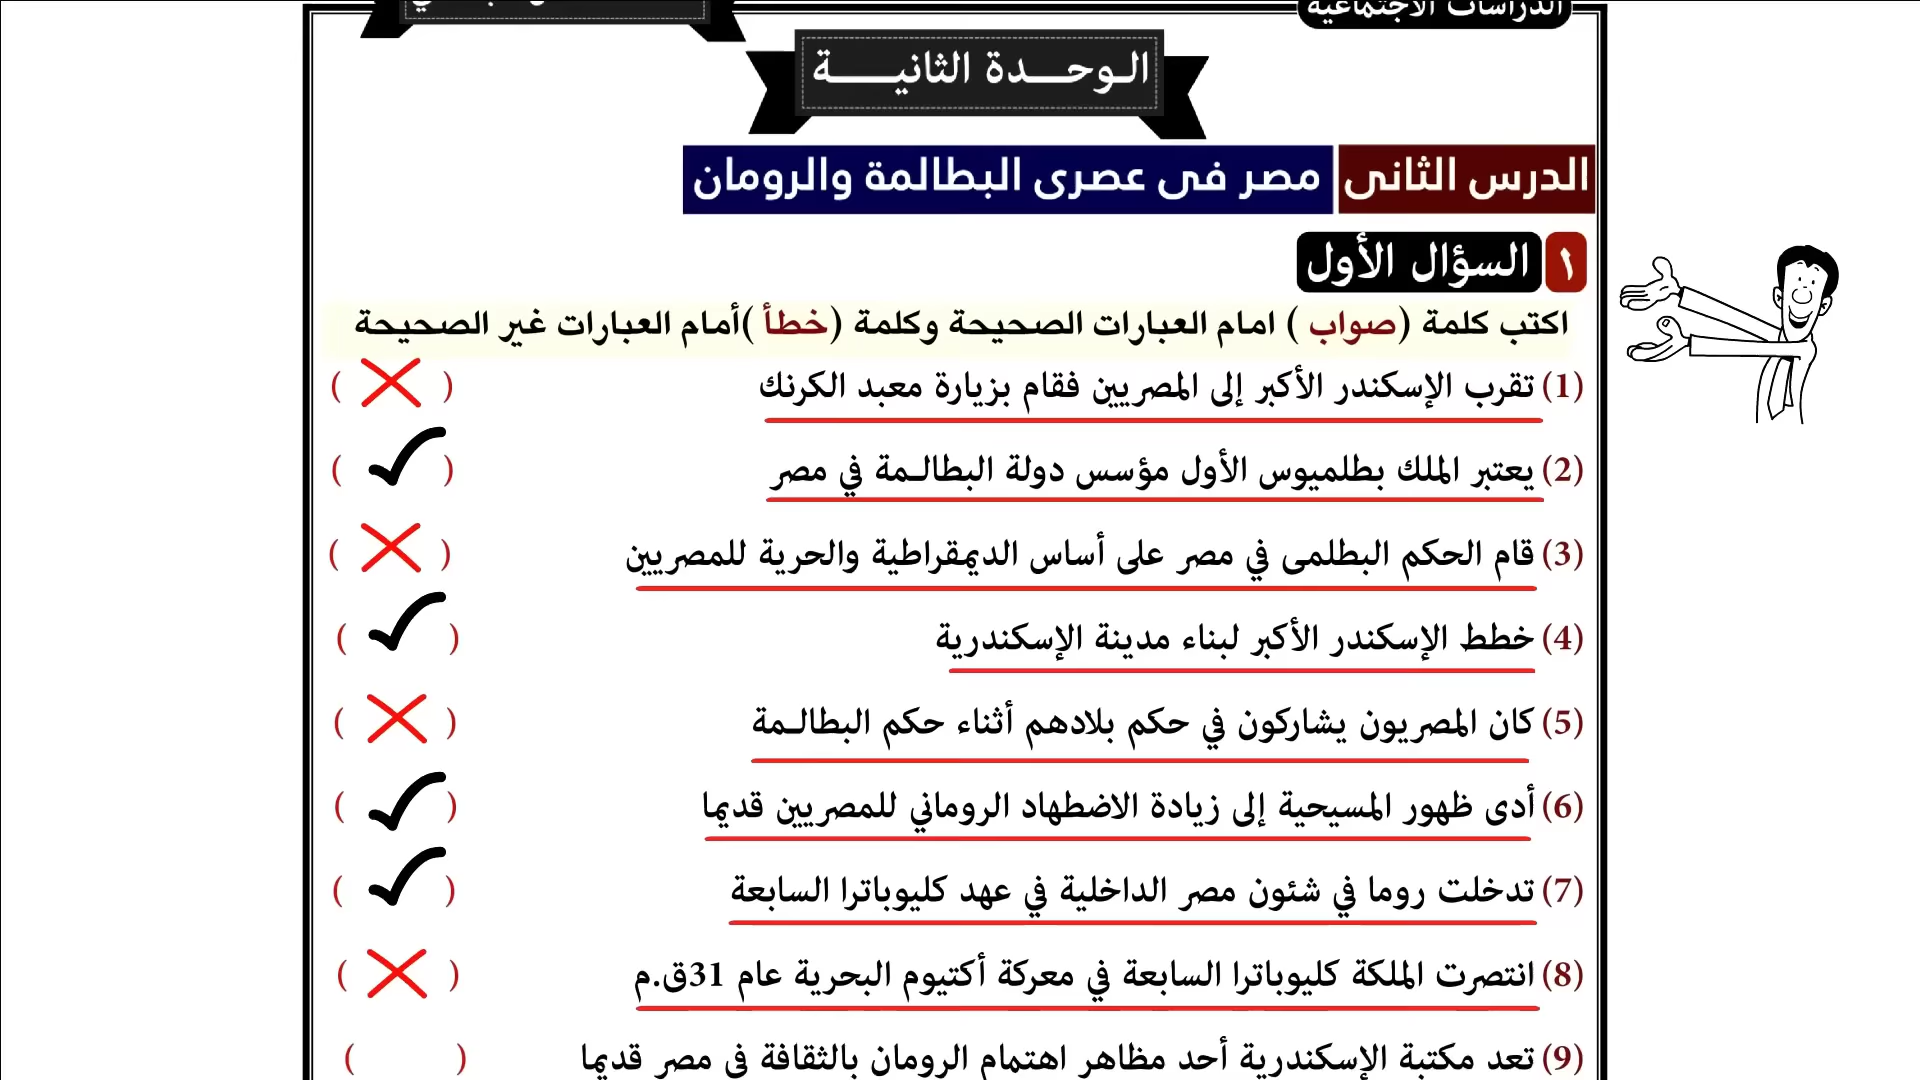 الدراسات الاجتماعية
الـوحـــدة الثانيــــــة
الدرس الثانى مصر فى عصرى البطالمة والرومان
١ السؤال الأول
اكتب كلمة (صواب ) امام العبارات الصحيحة وكلمة (خطأ )أمام العبارات غير الصحيحة
(1) تقرب الإسكندر الأكبر إلى المصريين فقام بزيارة معبد الكرنك ( )
(2) يعتبر الملك بطلميوس الأول مؤسس دولة البطالـمة في مصر ( )
(3) قام الحكم البطلمى في مصر على أساس الديمقراطية والحرية للمصريين ( )
(4) خطط الإسكندر الأكبر لبناء مدينة الإسكندرية ( )
(5) كان المصريون يشاركون في حكم بلادهم أثناء حكم البطالـمة ( )
(6) أدى ظهور المسيحية إلى زيادة الاضطهاد الروماني للمصريين قديما ( )
(7) تدخلت روما في شئون مصر الداخلية في عهد كليوباترا السابعة ( )
(8) انتصرت الملكة كليوباترا السابعة في معركة أكتيوم البحرية عام 31ق.م ( )
(9) تعد مكتبة الإسكندرية أحد مظاهر اهتمام الرومان بالثقافة فى مصر قديما ( )